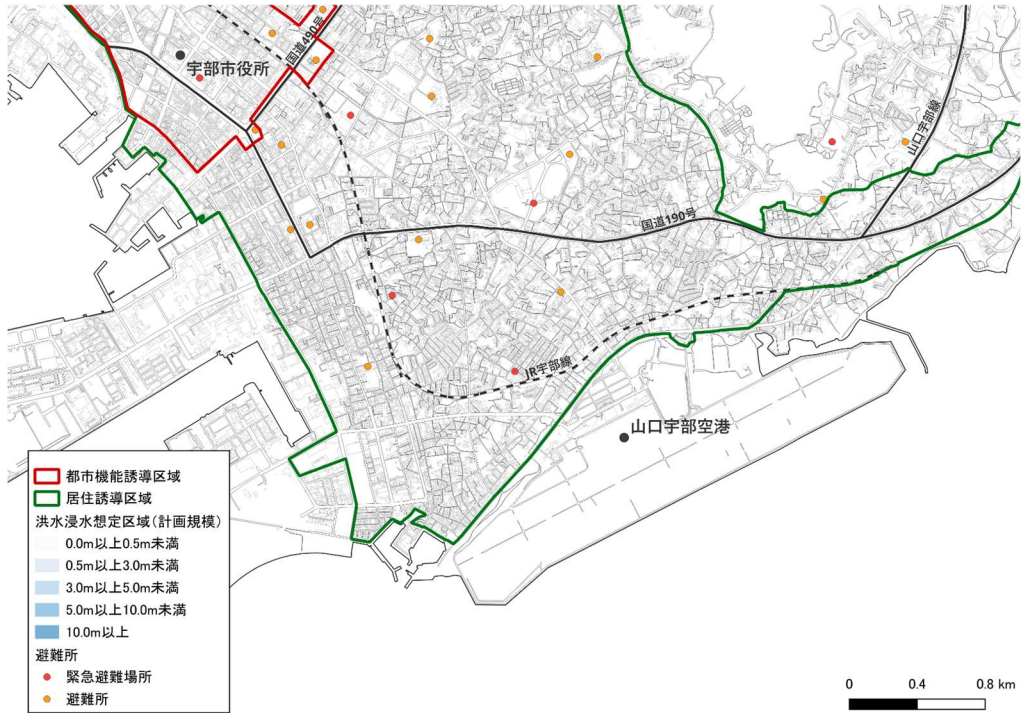 国道490号
宇部市役所
山口宇部線
国道190号
JR宇部線
山口宇部空港
都市機能誘導区域
居住誘導区域
洪水浸水想定区域(計画規模)
0.0m以上0.5m未満
0.5m以上3.0m未満
3.0m以上5.0m未満
5.0m以上10.0m未満
10.0m以上
避難所
緊急避難場所
避難所
0 0.4 0.8 km